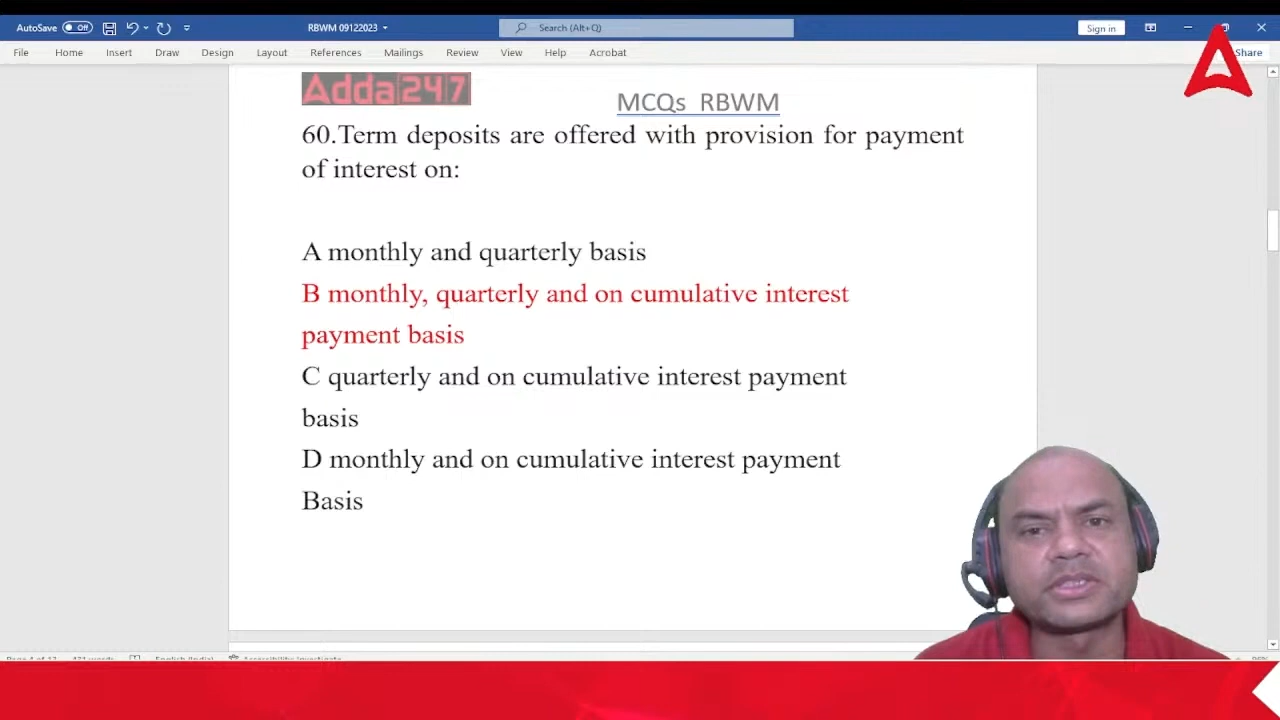 AutoSave Off RBWM 09122023 Search (Alt+Q) Sign in
File Home Insert Draw Design Layout References Mailings Review View Help Acrobat Share
Adda 247
MCQs RBWM
60.Term deposits are offered with provision for payment
of interest on:
A monthly and quarterly basis
B monthly, quarterly and on cumulative interest
payment basis
C quarterly and on cumulative interest payment
basis
D monthly and on cumulative interest payment
Basis